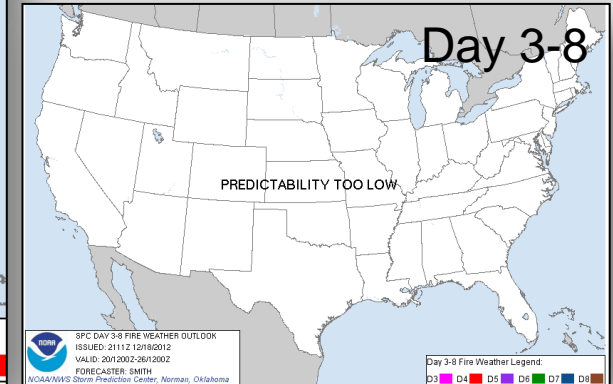 Day 3-8
PREDICTABILITY TOO LOW
NOAA
SPC DAY 3-8 FIRE WEATHER OUTLOOK
ISSUED: 2111Z 12/18/2012
VALID: 20/1200Z-26/1200Z
FORECASTER: SMITH
NOAA/NWS Storm Prediction Center, Norman, Oklahoma
Day 3-8 Fire Weather Legend:
D3 D4 D5 D6 D7 D8